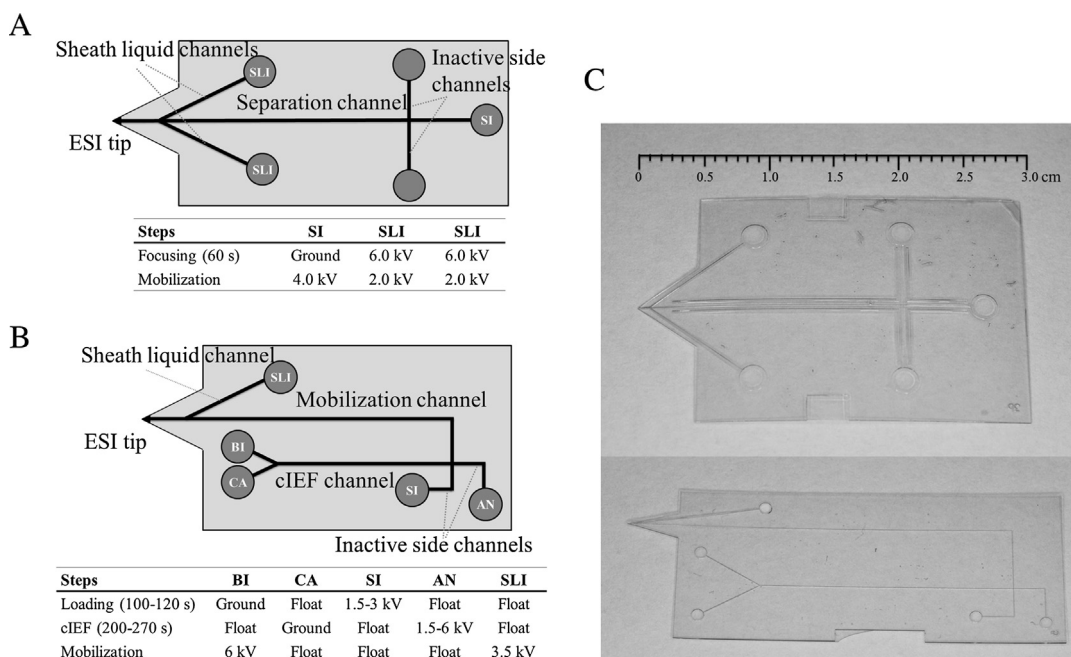 A
Sheath liquid channels
SLI
Inactive side
channels
Separation channel
SI
ESI tip
SLI
Steps SI SLI SLI
Focusing (60 s) Ground 6.0 kV 6.0 kV
Mobilization 4.0 kV 2.0 kV 2.0 kV
B
Sheath liquid channel
SLI
Mobilization channel
ESI tip
BI
CA
cIEF channel
SI
AN
Inactive side channels
Steps BI CA SI AN SLI
Loading (100-120 s) Ground Float 1.5-3 kV Float Float
cIEF (200-270 s) Float Ground Float 1.5-6 kV Float
Mobilization 6 kV Float Float Float 3.5 kV
C
0 0.5 1.0 1.5 2.0 2.5 3.0 cm